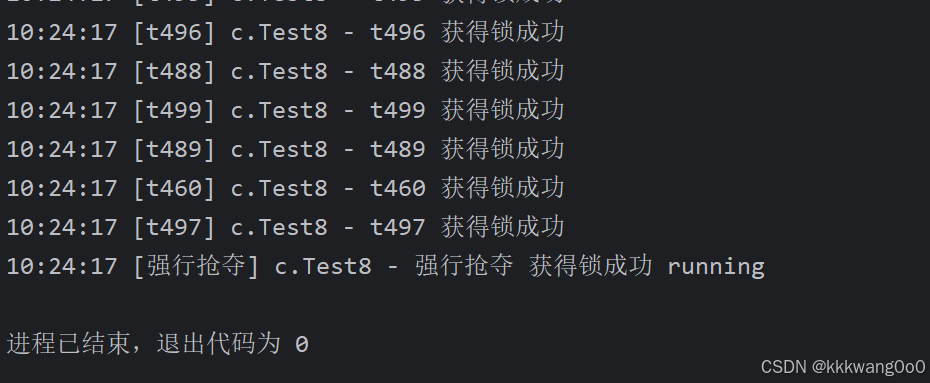 10:24:17 [t496] c.Test8 - t496 获得锁成功
10:24:17 [t488] c.Test8 - t488 获得锁成功
10:24:17 [t499] c.Test8 - t499 获得锁成功
10:24:17 [t489] c.Test8 - t489 获得锁成功
10:24:17 [t460] c.Test8 - t460 获得锁成功
10:24:17 [t497] c.Test8 - t497 获得锁成功
10:24:17 [强行抢夺] c.Test8 - 强行抢夺 获得锁成功 running
进程已结束，退出代码为 0
CSDN @kkkwang0o0